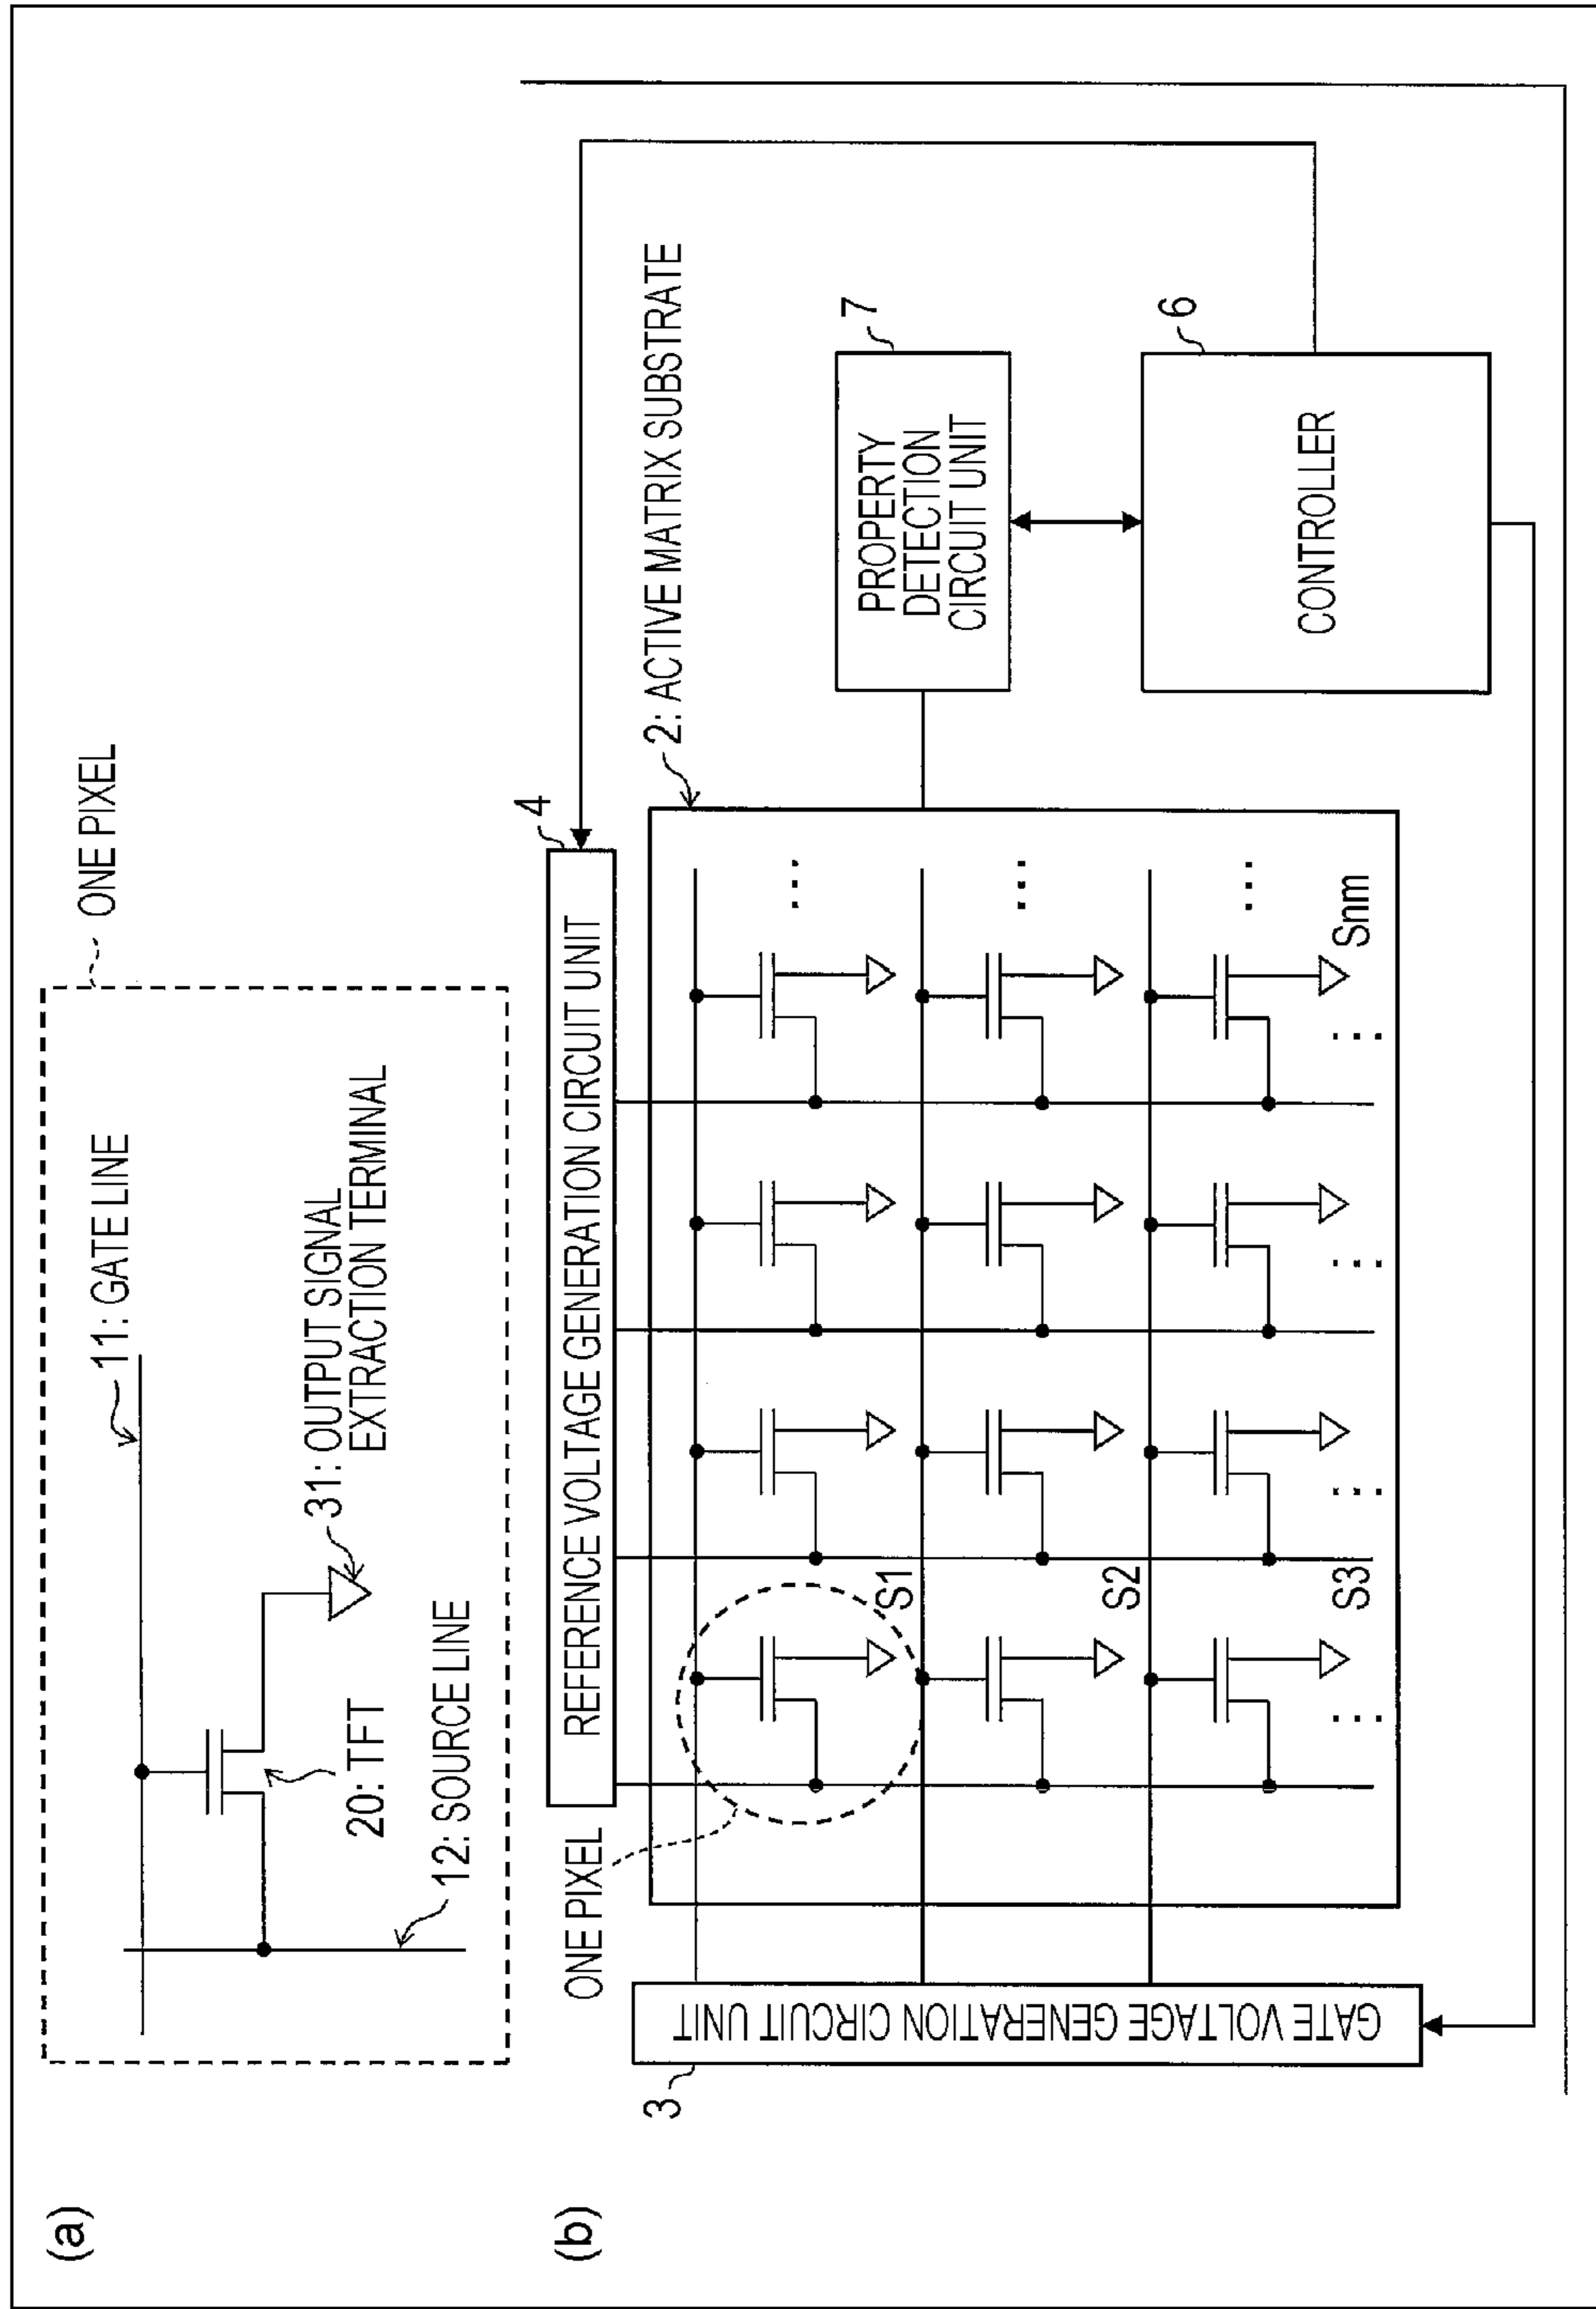 (a)
ONE PIXEL
11: GATE LINE
31: OUTPUT SIGNAL
EXTRACTION TERMINAL
20: TFT
12: SOURCE LINE
(b)
4
REFERENCE VOLTAGE GENERATION CIRCUIT UNIT
ONE PIXEL
2: ACTIVE MATRIX SUBSTRATE
3
GATE VOLTAGE GENERATION CIRCUIT UNIT
S1
S2
S3
Snm
...
...
...
...
...
...
...
7
PROPERTY
DETECTION
CIRCUIT UNIT
6
CONTROLLER